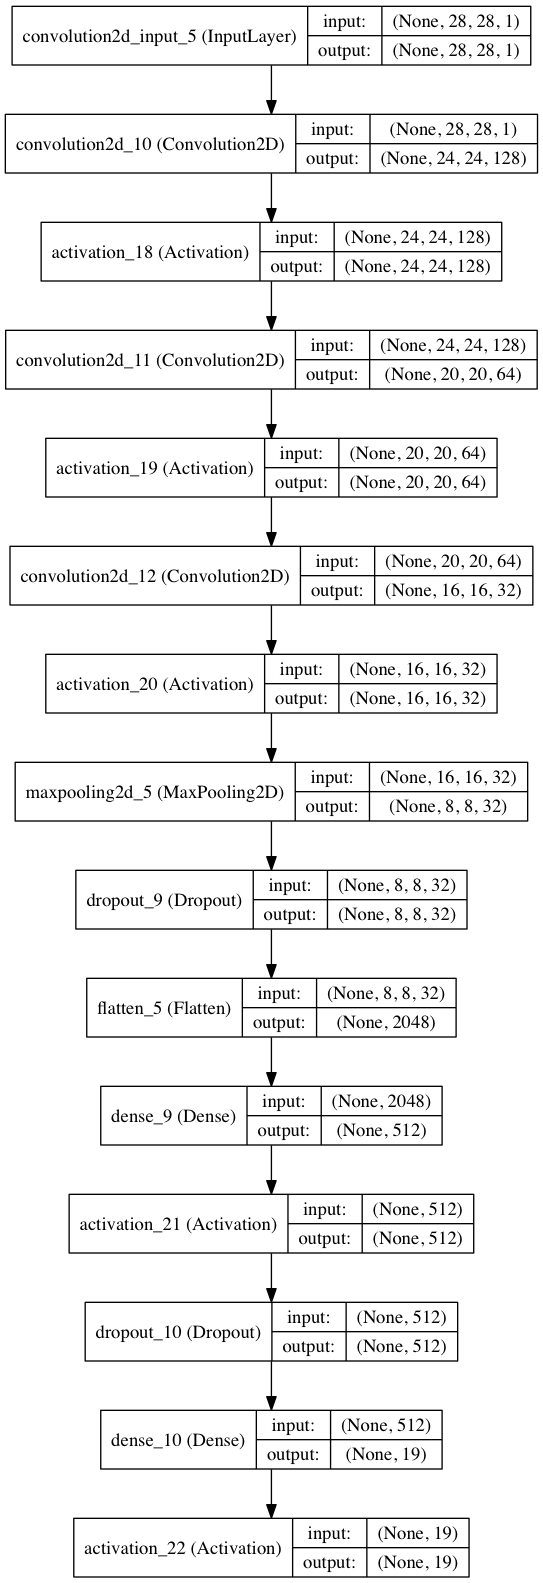 convolution2d_input_5 (InputLayer)
input: (None, 28, 28, 1)
output: (None, 28, 28, 1)
convolution2d_10 (Convolution2D)
input: (None, 28, 28, 1)
output: (None, 24, 24, 128)
activation_18 (Activation)
input: (None, 24, 24, 128)
output: (None, 24, 24, 128)
convolution2d_11 (Convolution2D)
input: (None, 24, 24, 128)
output: (None, 20, 20, 64)
activation_19 (Activation)
input: (None, 20, 20, 64)
output: (None, 20, 20, 64)
convolution2d_12 (Convolution2D)
input: (None, 20, 20, 64)
output: (None, 16, 16, 32)
activation_20 (Activation)
input: (None, 16, 16, 32)
output: (None, 16, 16, 32)
maxpooling2d_5 (MaxPooling2D)
input: (None, 16, 16, 32)
output: (None, 8, 8, 32)
dropout_9 (Dropout)
input: (None, 8, 8, 32)
output: (None, 8, 8, 32)
flatten_5 (Flatten)
input: (None, 8, 8, 32)
output: (None, 2048)
dense_9 (Dense)
input: (None, 2048)
output: (None, 512)
activation_21 (Activation)
input: (None, 512)
output: (None, 512)
dropout_10 (Dropout)
input: (None, 512)
output: (None, 512)
dense_10 (Dense)
input: (None, 512)
output: (None, 19)
activation_22 (Activation)
input: (None, 19)
output: (None, 19)